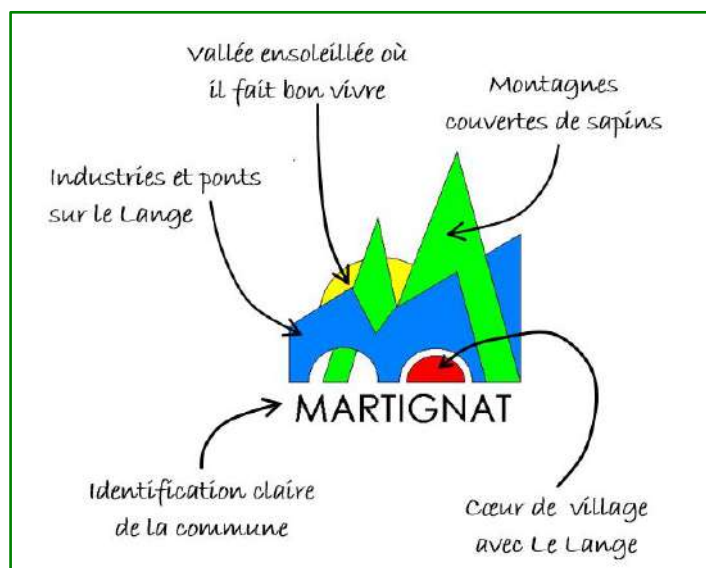 Vallée ensoleillée où
il fait bon vivre
Montagnes
couvertes de sapins
Industries et ponts
sur le Lange
MARTIGNAT
Identification claire
de la commune
Cœur de village
avec Le Lange